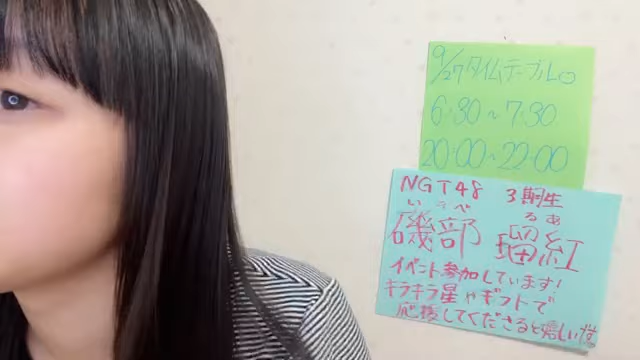 9/27タイムテーブル
6:30~7:30
20:00~22:00
NGT48 3期生
いそべ るあ
磯部 瑠紅
イベント参加しています!
キラキラ星やギフトで
応援してくださると嬉しい